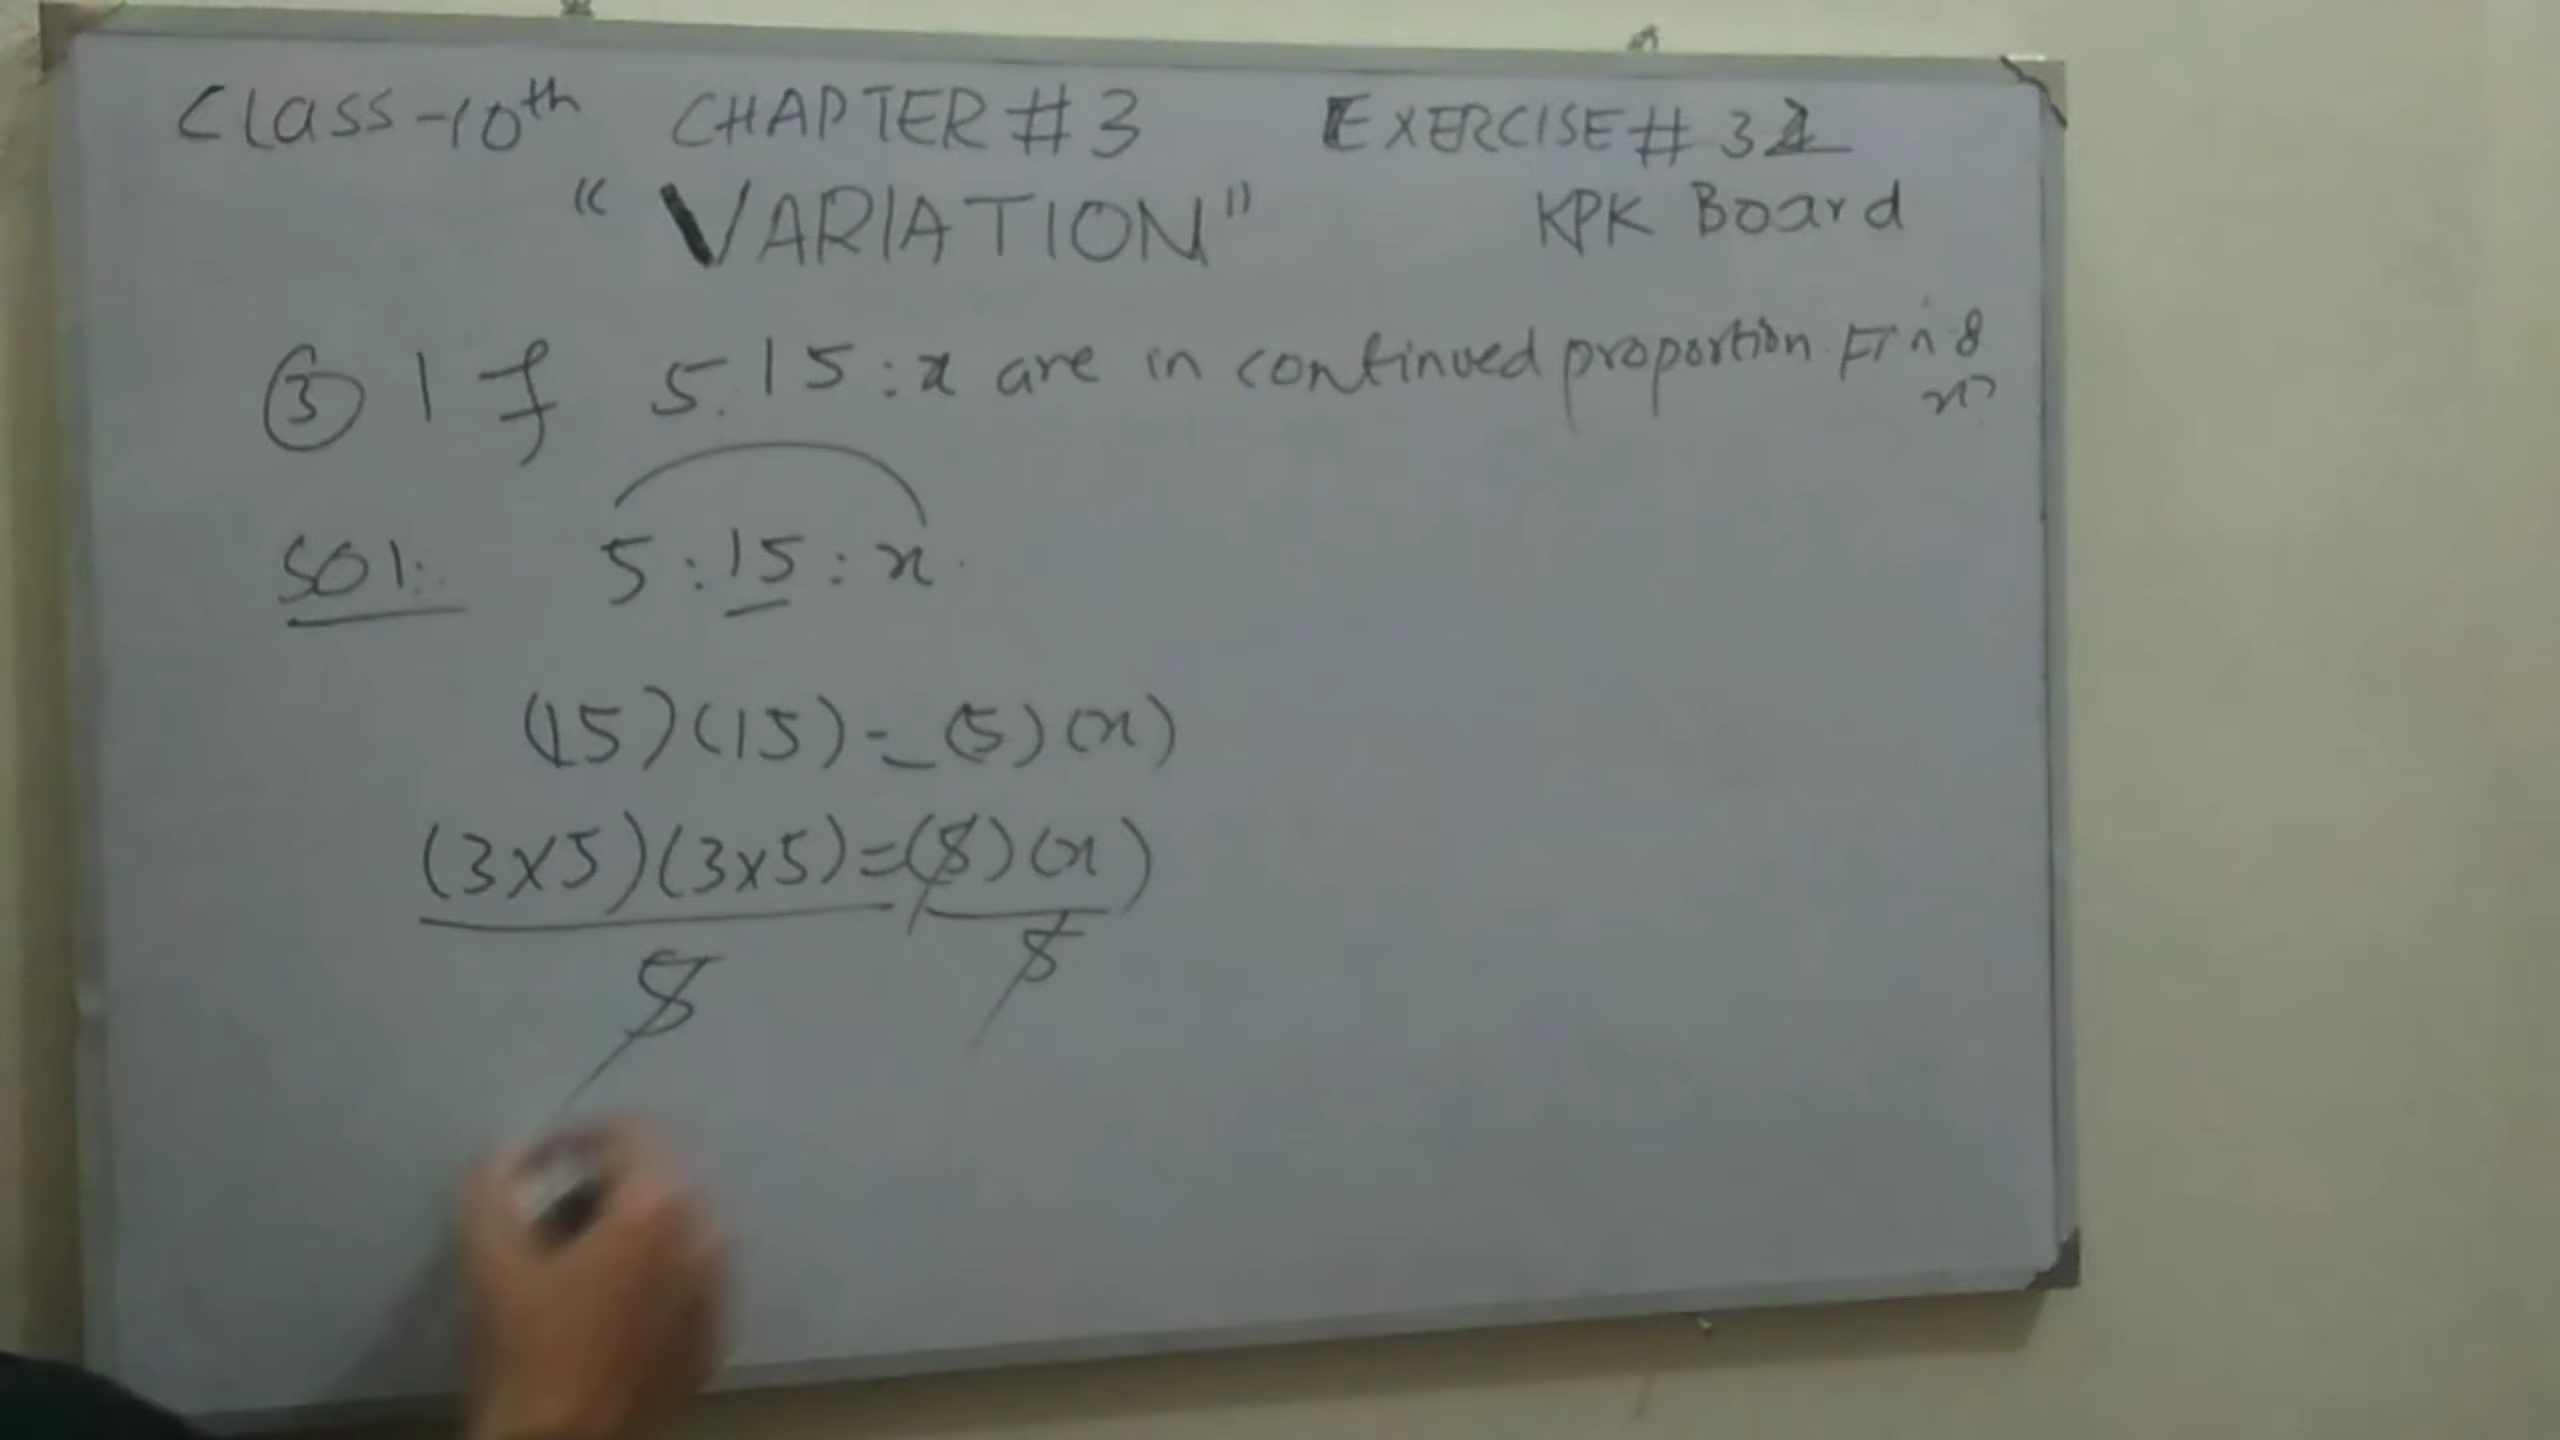 Class-10th CHAPTER #3 EXERCISE # 3.2
"VARIATION" KPK Board
③ If 5.15:x are in continued proportion Find
x?
Sol: 5:15:x
(15)(15)=(5)(x)
(3x5)(3x5)=(5)(x)
5 5